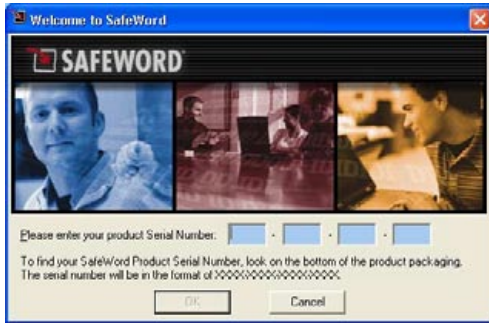 Welcome to SafeWord
SAFEWORD
Please enter your product Serial Number: - - -
To find your SafeWord Product Serial Number, look on the bottom of the product packaging.
The serial number will be in the format of XXXX-XXXX-XXXX-XXXX.
OK Cancel